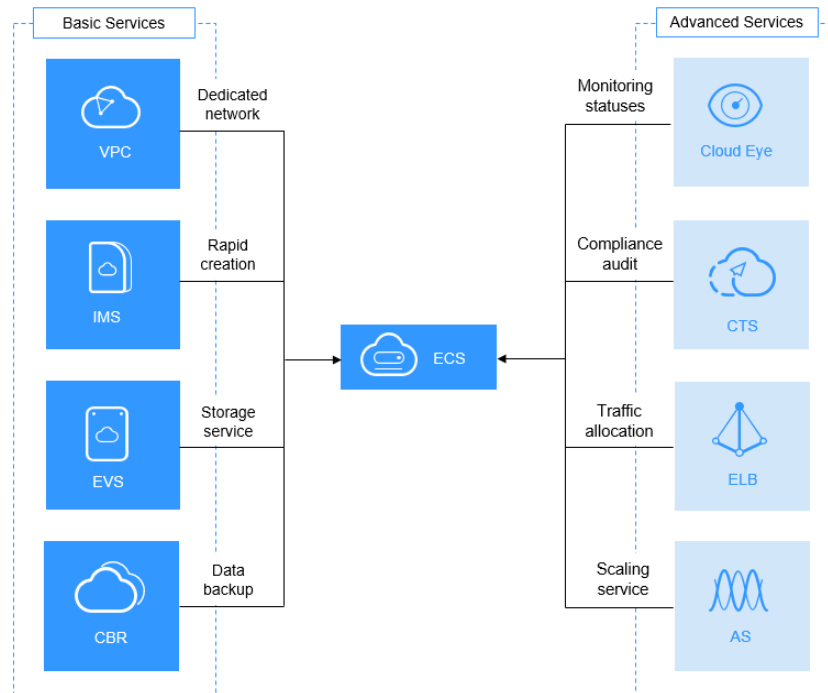 Basic Services
VPC
Dedicated
network
IMS
Rapid
creation
EVS
Storage
service
CBR
Data
backup
ECS
Advanced Services
Monitoring
statuses
Cloud Eye
Compliance
audit
CTS
Traffic
allocation
ELB
Scaling
service
AS